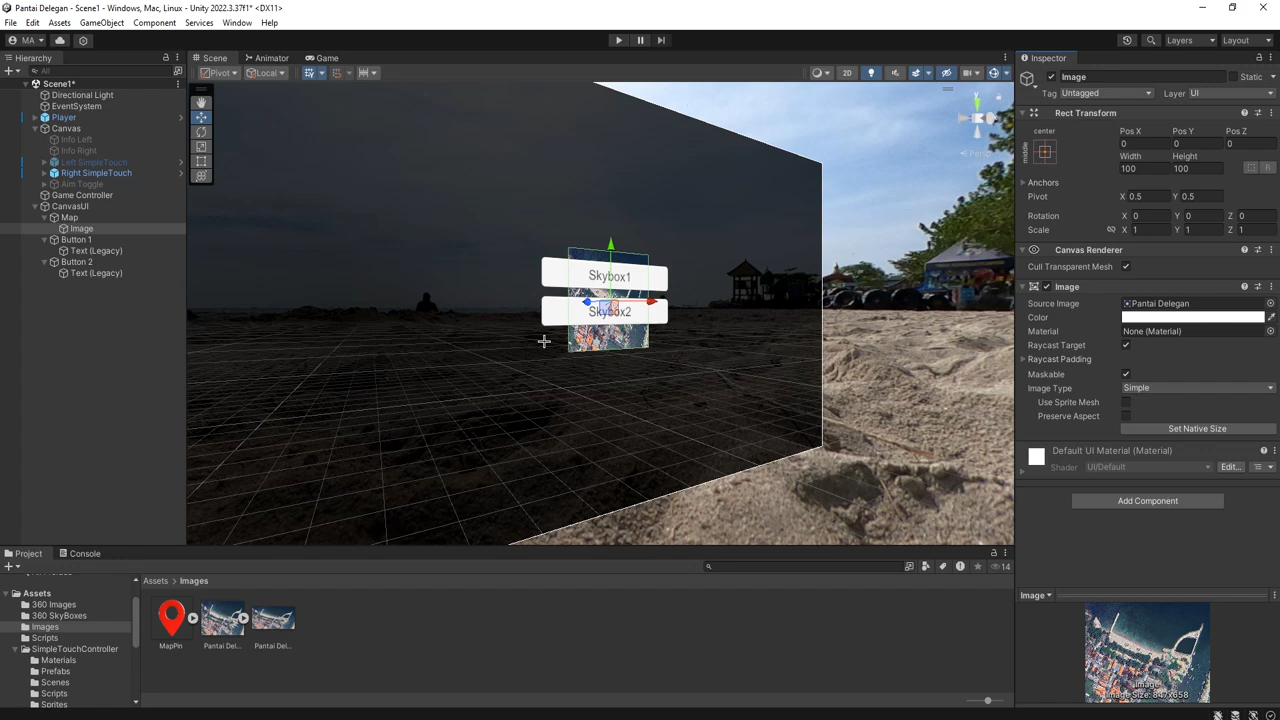 Pantai Delegan - Scene1 - Windows, Mac, Linux - Unity 2022.3.37f1* <DX11>
File Edit Assets GameObject Component Services Window Help
MA
Layers Layout
Hierarchy
All
Scene1*
Directional Light
EventSystem
Player
Canvas
Info Left
Info Right
Left SimpleTouch
Right SimpleTouch
Aim Toggle
Game Controller
CanvasUI
Map
Image
Button 1
Text (Legacy)
Button 2
Text (Legacy)
Scene Animator Game
Pivot Local 2D
y
Persp
Skybox1
Skybox2
Inspector
Image Static
Tag Untagged Layer UI
Rect Transform
center
middle
Pos X Pos Y Pos Z
0 0 0
Width Height
100 100
R
Anchors
Pivot X 0.5 Y 0.5
Rotation X 0 Y 0 Z 0
Scale X 1 Y 1 Z 1
Canvas Renderer
Cull Transparent Mesh
Image
Source Image Pantai Delegan
Color
Material None (Material)
Raycast Target
Raycast Padding
Maskable
Image Type Simple
Use Sprite Mesh
Preserve Aspect
Set Native Size
Default UI Material (Material)
Shader UI/Default Edit...
Add Component
Project Console
14
Assets
360 Images
360 SkyBoxes
Images
Scripts
SimpleTouchController
Materials
Prefabs
Scenes
Scripts
Sprites
Assets > Images
MapPin Pantai Del... Pantai Del...
Image
Image
Image Size: 847x658